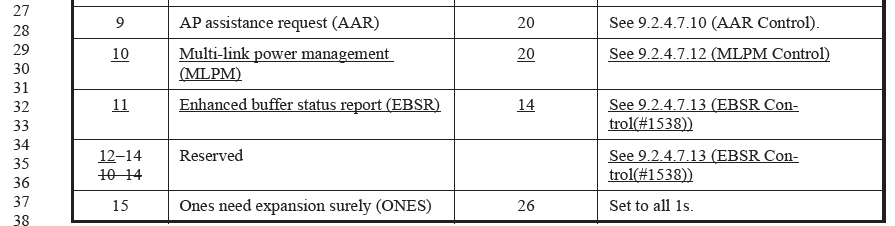 27
28 9 AP assistance request (AAR) 20 See 9.2.4.7.10 (AAR Control).
29 10 Multi-link power management 20 See 9.2.4.7.12 (MLPM Control)
30 (MLPM)
31
32 11 Enhanced buffer status report (EBSR) 14 See 9.2.4.7.13 (EBSR Con-
33 trol(#1538))
34
35 12–14 Reserved See 9.2.4.7.13 (EBSR Con-
36 10–14 trol(#1538))
37 15 Ones need expansion surely (ONES) 26 Set to all 1s.
38